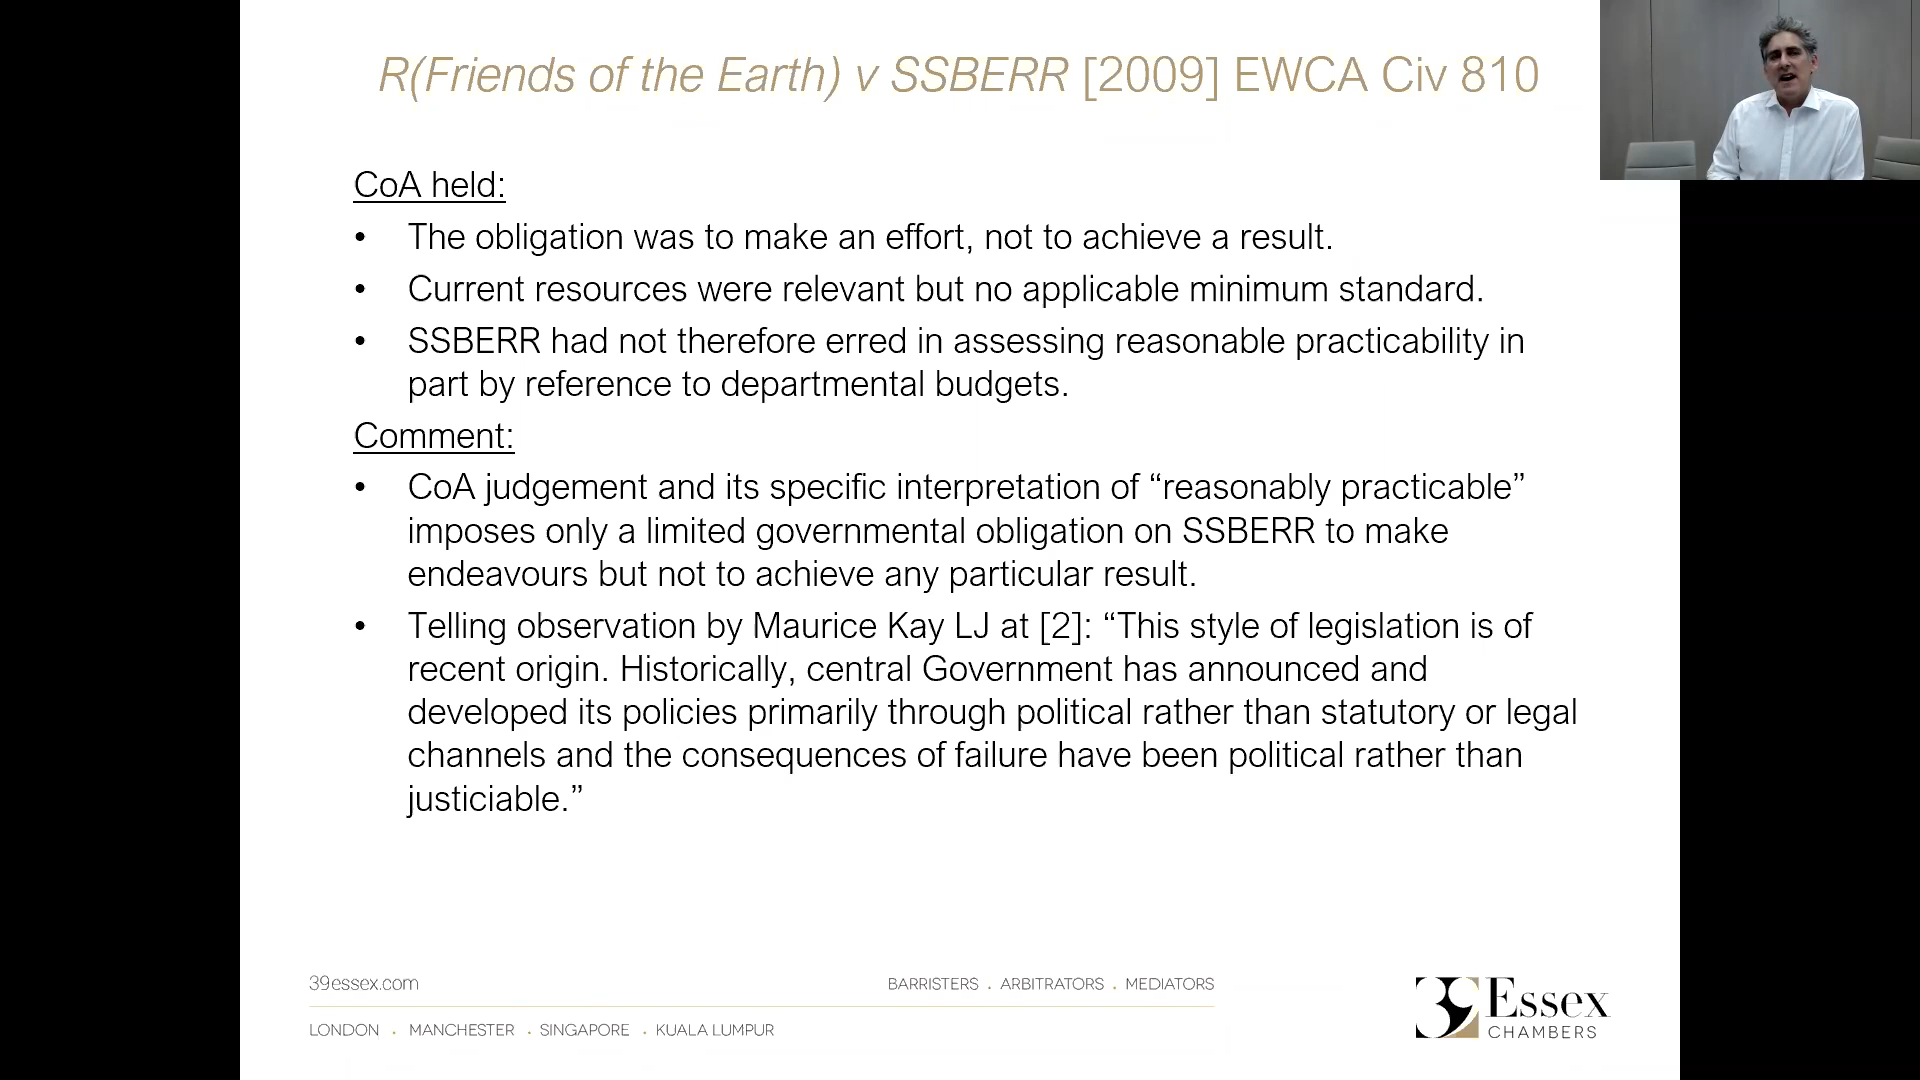 R(Friends of the Earth) v SSBERR [2009] EWCA Civ 810
CoA held:
• The obligation was to make an effort, not to achieve a result.
• Current resources were relevant but no applicable minimum standard.
• SSBERR had not therefore erred in assessing reasonable practicability in
part by reference to departmental budgets.
Comment:
• CoA judgement and its specific interpretation of “reasonably practicable”
imposes only a limited governmental obligation on SSBERR to make
endeavours but not to achieve any particular result.
• Telling observation by Maurice Kay LJ at [2]: “This style of legislation is of
recent origin. Historically, central Government has announced and
developed its policies primarily through political rather than statutory or legal
channels and the consequences of failure have been political rather than
justiciable.”
39essex.com
BARRISTERS . ARBITRATORS . MEDIATORS
LONDON . MANCHESTER . SINGAPORE . KUALA LUMPUR
39 Essex
CHAMBERS